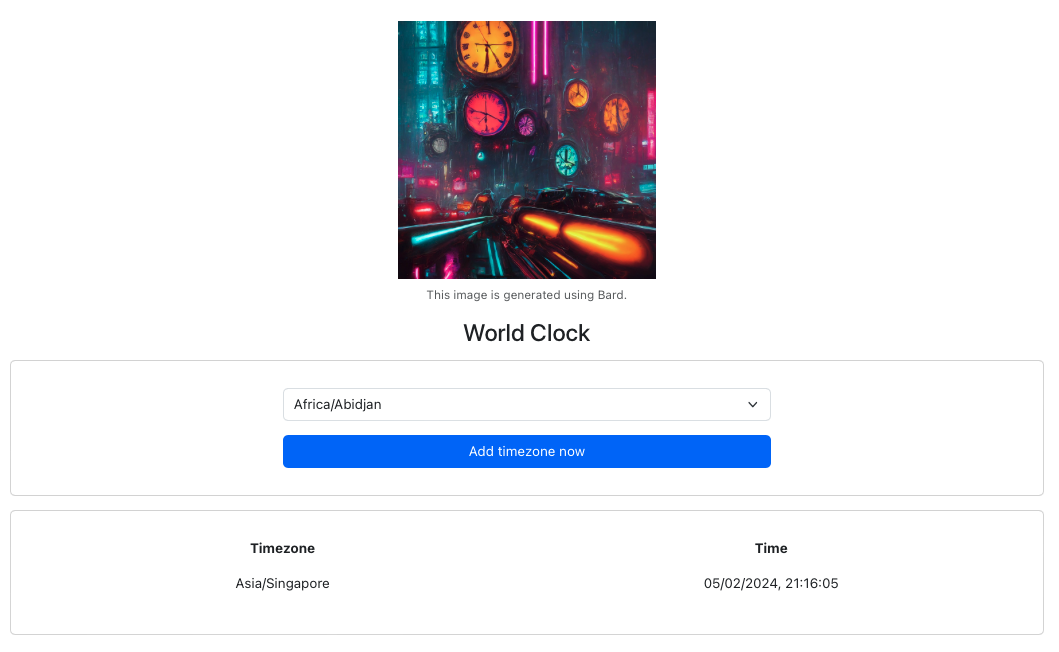 This image is generated using Bard.
World Clock
Africa/Abidjan
Add timezone now
Timezone Time
Asia/Singapore 05/02/2024, 21:16:05